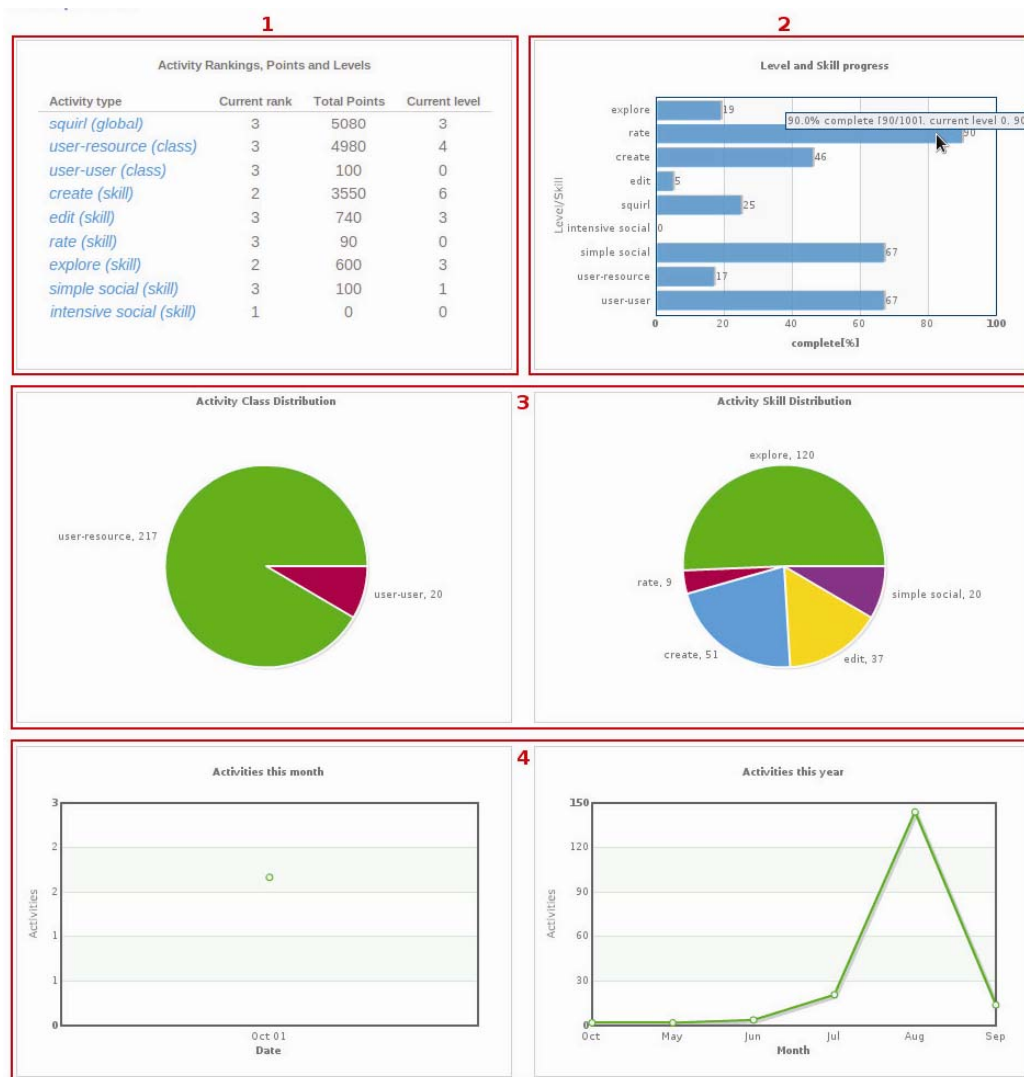 1
Activity Rankings, Points and Levels
Activity type Current rank Total Points Current level
squirl (global) 3 5080 3
user-resource (class) 3 4980 4
user-user (class) 3 100 0
create (skill) 2 3550 6
edit (skill) 3 740 3
rate (skill) 3 90 0
explore (skill) 2 600 3
simple social (skill) 3 100 1
intensive social (skill) 1 0 0
2
Level and Skill progress
Level/Skill
explore 19
90.0% complete [90/100], current level 0, 90
rate 90
create 46
edit 5
squirl 25
intensive social 0
simple social 67
user-resource 17
user-user 67
0 20 40 60 80 100
complete[%]
3
Activity Class Distribution
user-resource, 217
user-user, 20
Activity Skill Distribution
explore, 120
rate, 9
simple social, 20
create, 51
edit, 37
4
Activities this month
Activities
3
2
2
1
1
0
Oct 01
Date
Activities this year
Activities
150
120
90
60
30
0
Oct May Jun Jul Aug Sep
Month